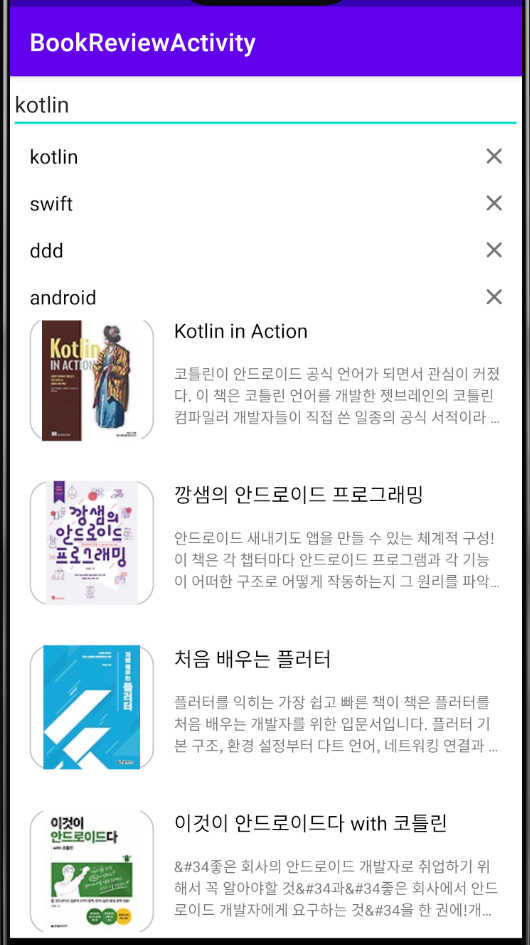 BookReviewActivity
kotlin
kotlin
swift
ddd
android
Kotlin
IN ACTION
Kotlin in Action
코틀린이 안드로이드 공식 언어가 되면서 관심이 커졌
다. 이 책은 코틀린 언어를 개발한 젯브레인의 코틀린
컴파일러 개발자들이 직접 쓴 일종의 공식 서적이라 ...
깡샘의
안드로이드
프로그래밍
깡샘의 안드로이드 프로그래밍
안드로이드 새내기도 앱을 만들 수 있는 체계적 구성!
이 책은 각 챕터마다 안드로이드 프로그램과 각 기능
이 어떠한 구조로 어떻게 작동하는지 그 원리를 파악...
처음 배우는
플러터
처음 배우는 플러터
플러터를 익히는 가장 쉽고 빠른 책이 책은 플러터를
처음 배우는 개발자를 위한 입문서입니다. 플러터 기
본 구조, 환경 설정부터 다트 언어, 네트워킹 연결과 ...
이것이
안드로이드다
with 코틀린
이것이 안드로이드다 with 코틀린
&#34좋은 회사의 안드로이드 개발자로 취업하기 위
해서 꼭 알아야할 것&#34과&#34좋은 회사에서 안드
로이드 개발자에게 요구하는 것&#34을 한 권에!개...